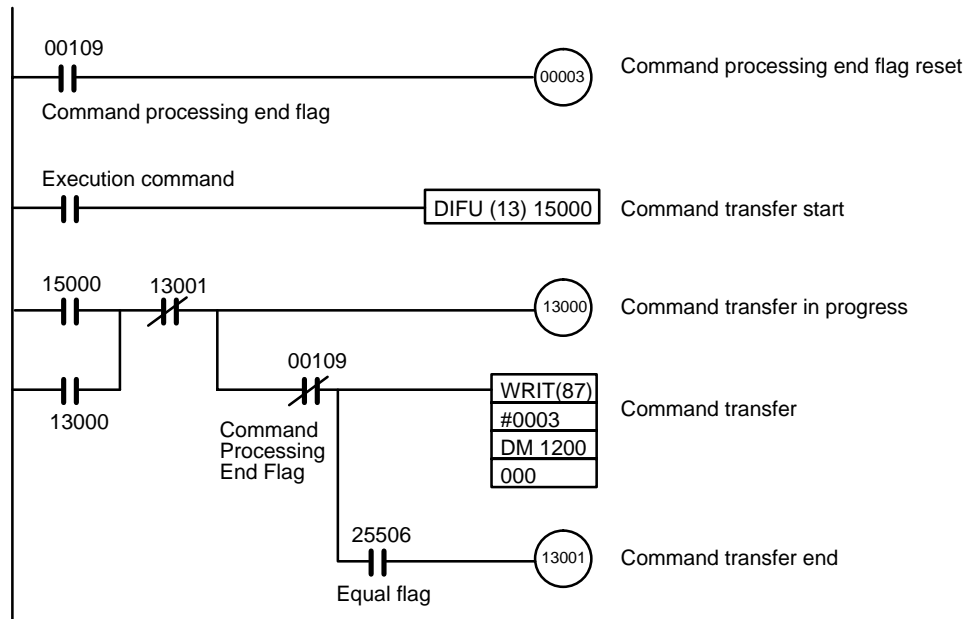 00109
00003
Command processing end flag reset
Command processing end flag
Execution command
DIFU (13) 15000
Command transfer start
15000
13001
13000
Command transfer in progress
00109
13000
Command
Processing
End Flag
WRIT(87)
#0003
DM 1200
000
Command transfer
25506
13001
Command transfer end
Equal flag